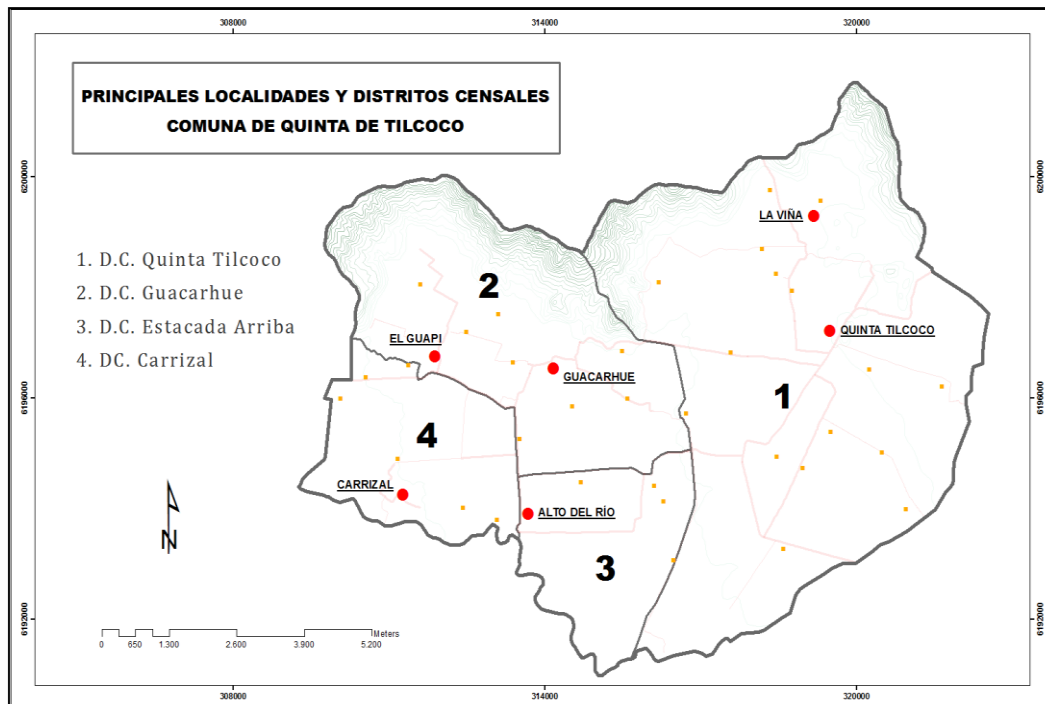 308000
314000
320000
PRINCIPALES LOCALIDADES Y DISTRITOS CENSALES
COMUNA DE QUINTA DE TILCOCO
6200000
6200000
LA VIÑA
1. D.C. Quinta Tilcoco
2. D.C. Guacarhue
3. D.C. Estacada Arriba
4. DC. Carrizal
2
QUINTA TILCOCO
EL GUAPI
GUACARHUE
6196000
6196000
1
4
CARRIZAL
ALTO DEL RÍO
N
3
6192000
6192000
Meters
0 650 1.300 2.600 3.900 5.200
308000
314000
320000